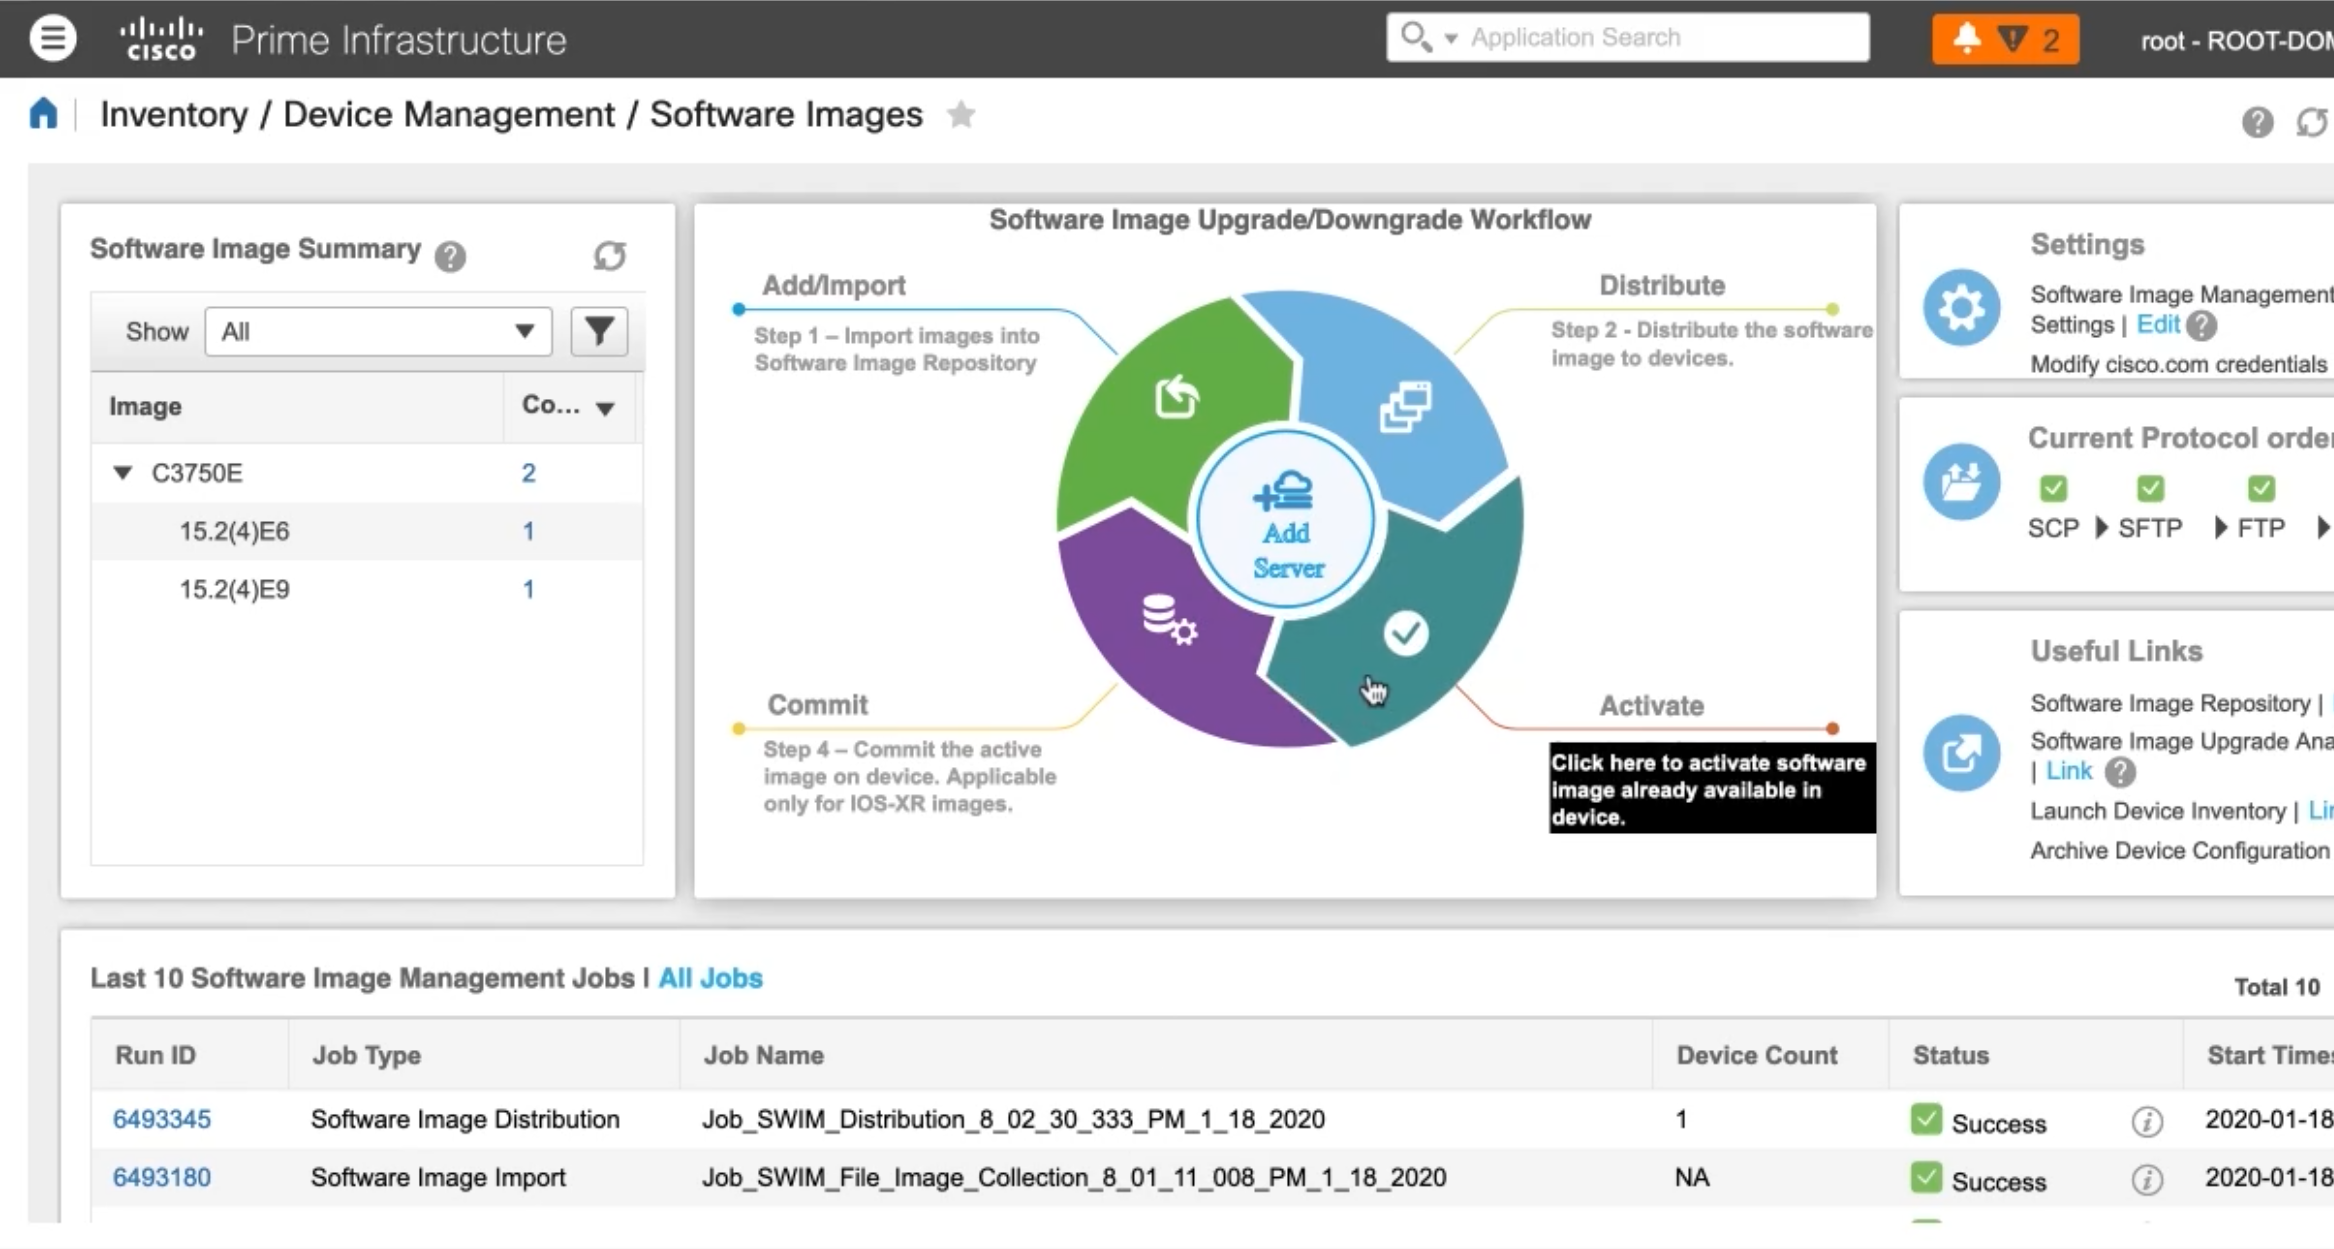 CISCO Prime Infrastructure
Application Search
2
root - ROOT-DOM
Inventory / Device Management / Software Images
Software Image Summary
Show All
Image Co...
C3750E 2
15.2(4)E6 1
15.2(4)E9 1
Software Image Upgrade/Downgrade Workflow
Add/Import
Step 1 – Import images into
Software Image Repository
Distribute
Step 2 - Distribute the software
image to devices.
Add
Server
Commit
Step 4 – Commit the active
image on device. Applicable
only for IOS-XR images.
Activate
Click here to activate software
image already available in
device.
Settings
Software Image Management
Settings | Edit
Modify cisco.com credentials
Current Protocol order
SCP SFTP FTP
Useful Links
Software Image Repository |
Software Image Upgrade Ana
| Link
Launch Device Inventory | Lin
Archive Device Configuration
Last 10 Software Image Management Jobs | All Jobs
Total 10
Run ID Job Type Job Name Device Count Status Start Time
6493345 Software Image Distribution Job_SWIM_Distribution_8_02_30_333_PM_1_18_2020 1 Success 2020-01-18
6493180 Software Image Import Job_SWIM_File_Image_Collection_8_01_11_008_PM_1_18_2020 NA Success 2020-01-18